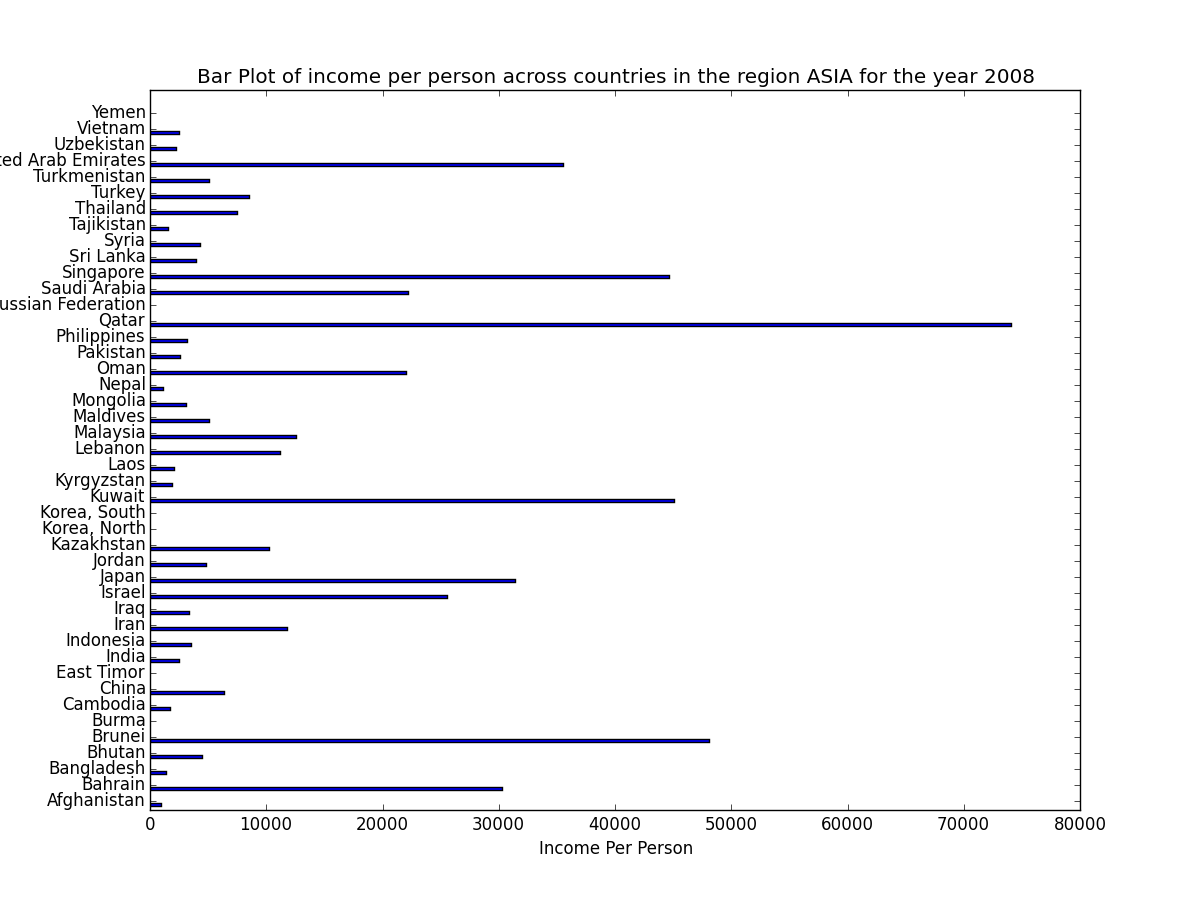 Bar Plot of income per person across countries in the region ASIA for the year 2008
Yemen
Vietnam
Uzbekistan
ted Arab Emirates
Turkmenistan
Turkey
Thailand
Tajikistan
Syria
Sri Lanka
Singapore
Saudi Arabia
ussian Federation
Qatar
Philippines
Pakistan
Oman
Nepal
Mongolia
Maldives
Malaysia
Lebanon
Laos
Kyrgyzstan
Kuwait
Korea, South
Korea, North
Kazakhstan
Jordan
Japan
Israel
Iraq
Iran
Indonesia
India
East Timor
China
Cambodia
Burma
Brunei
Bhutan
Bangladesh
Bahrain
Afghanistan
0 10000 20000 30000 40000 50000 60000 70000 80000
Income Per Person